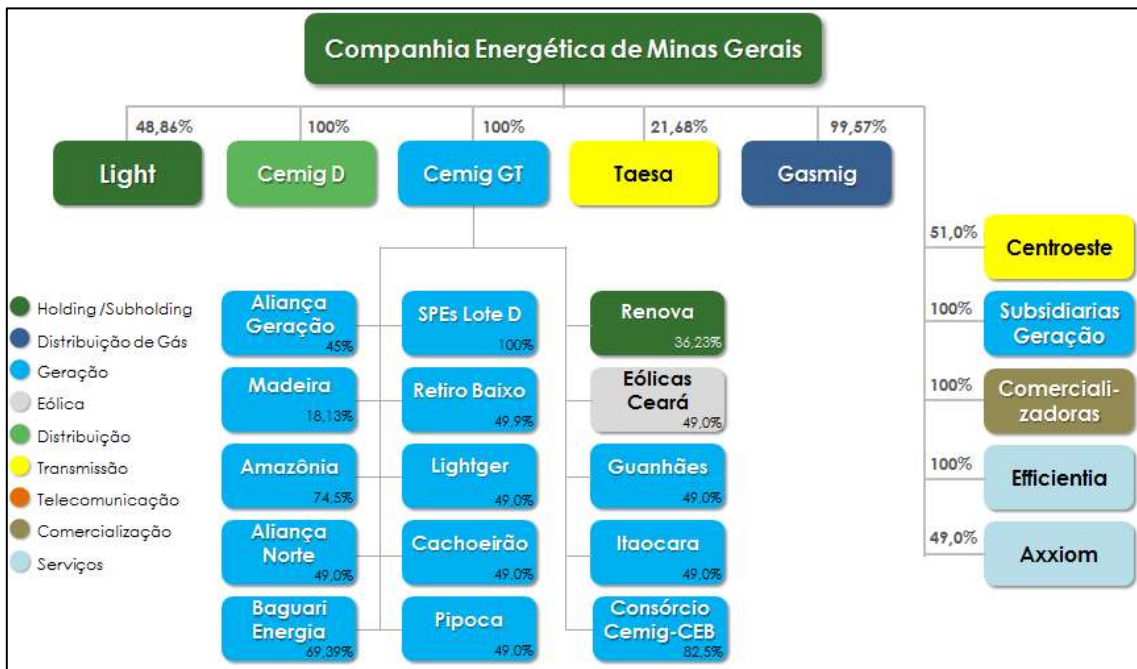 Companhia Energética de Minas Gerais
48,86%
100%
100%
21,68%
99,57%
Light
Cemig D
Cemig GT
Taesa
Gasmig
51,0%
Centroeste
100%
Subsidiarias
Geração
100%
Comerciali-
zadoras
100%
Efficientia
49,0%
Axxiom
Holding /Subholding
Distribuição de Gás
Geração
Eólica
Distribuição
Transmissão
Telecomunicação
Comercialização
Serviços
Aliança
Geração
45%
Madeira
18,13%
Amazônia
74,5%
Aliança
Norte
49,0%
Baguari
Energia
69,39%
SPEs Lote D
100%
Retiro Baixo
49,9%
Lightger
49,0%
Cachoeirão
49,0%
Pipoca
49,0%
Renova
36,23%
Eólicas
Ceará
49,0%
Guanhães
49,0%
Itaocara
49,0%
Consórcio
Cemig-CEB
82,5%